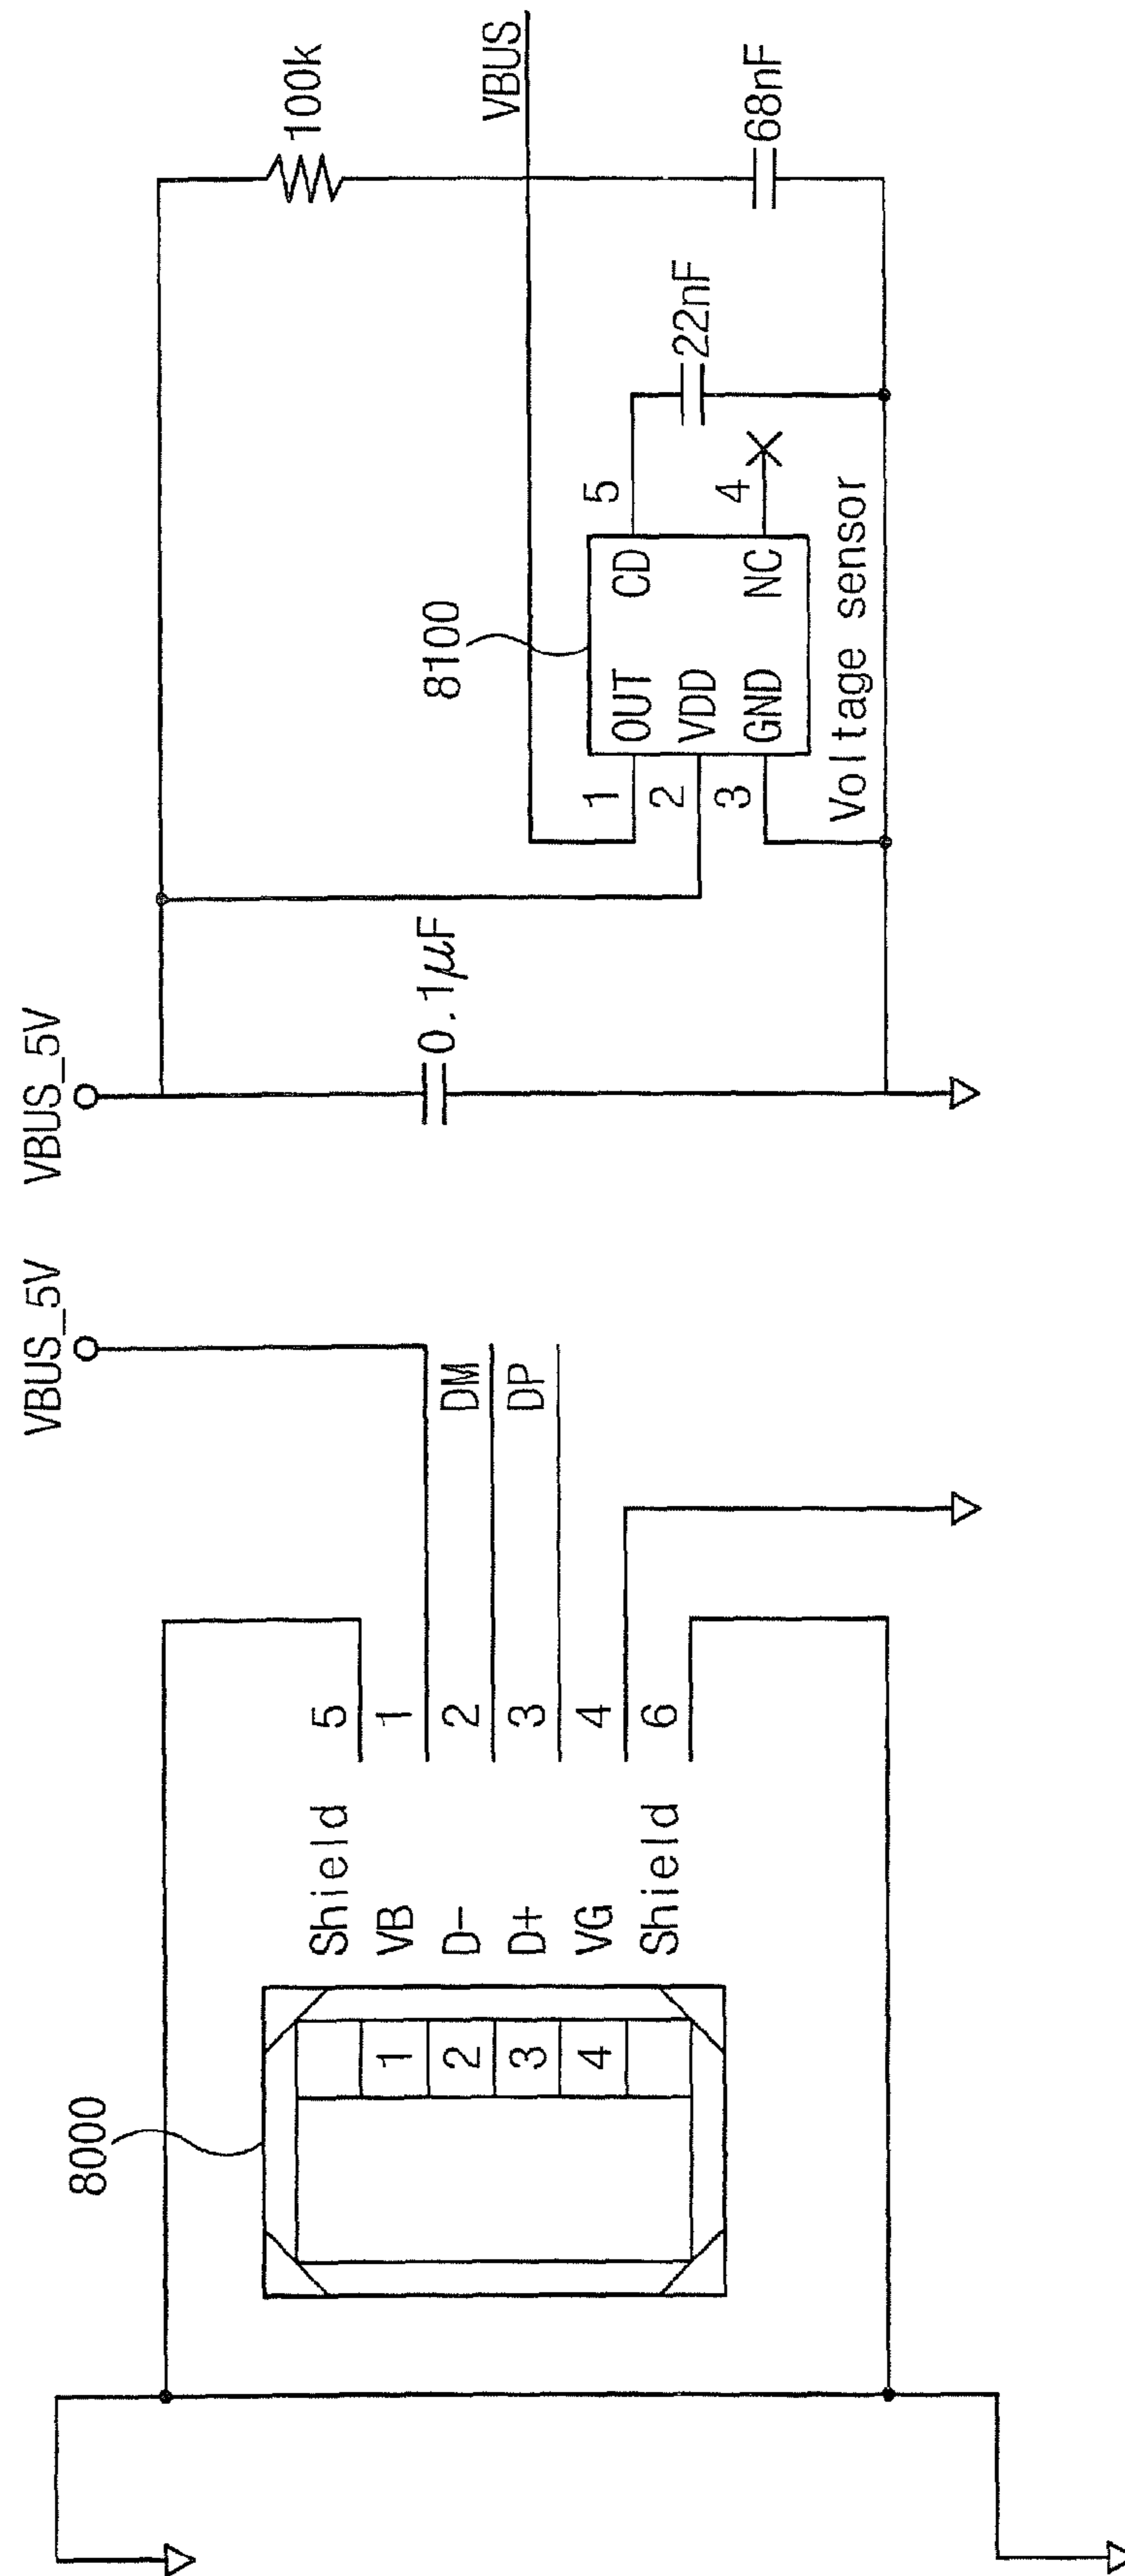 8000
1
2
3
4
Shield 5
VB 1
D- 2
D+ 3
VG 4
Shield 6
VBUS_5V
DM
DP
VBUS_5V
0.1μF
8100
1 OUT
2 VDD
3 GND
CD 5
NC 4
Voltage sensor
22nF
100k
VBUS
68nF